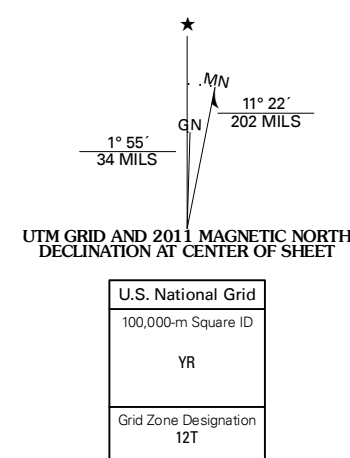 ★
MN
11° 22´
202 MILS
GN
1° 55´
34 MILS
UTM GRID AND 2011 MAGNETIC NORTH
DECLINATION AT CENTER OF SHEET
U.S. National Grid
100,000-m Square ID
YR
Grid Zone Designation
12T